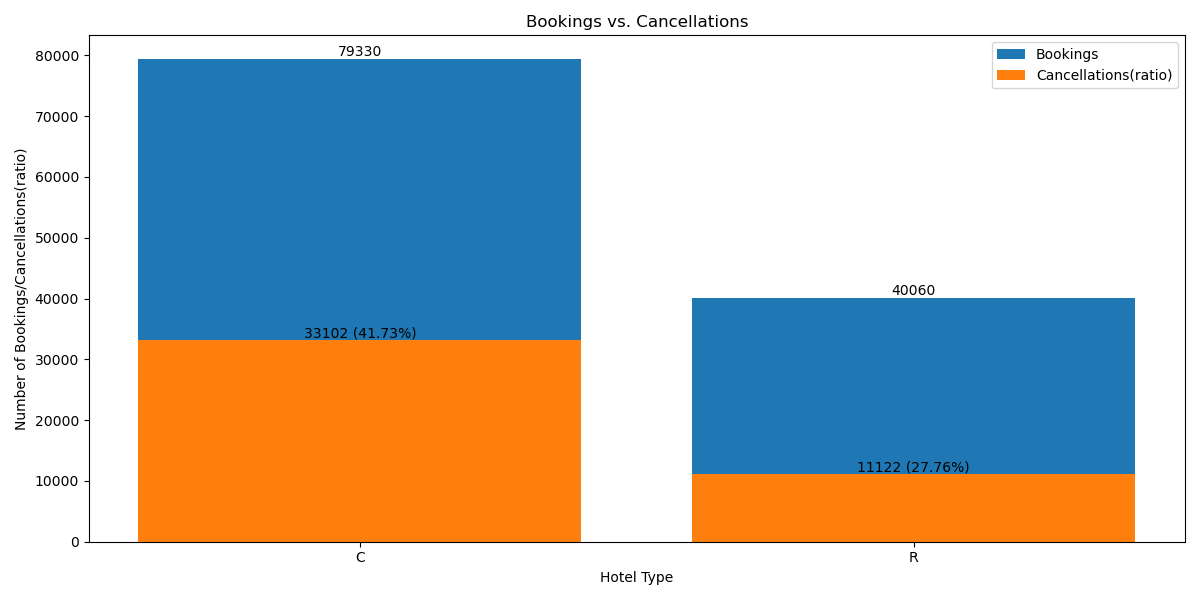 Bookings vs. Cancellations
Bookings
Cancellations(ratio)
Number of Bookings/Cancellations(ratio)
80000
70000
60000
50000
40000
30000
20000
10000
0
79330
33102 (41.73%)
40060
11122 (27.76%)
C
R
Hotel Type